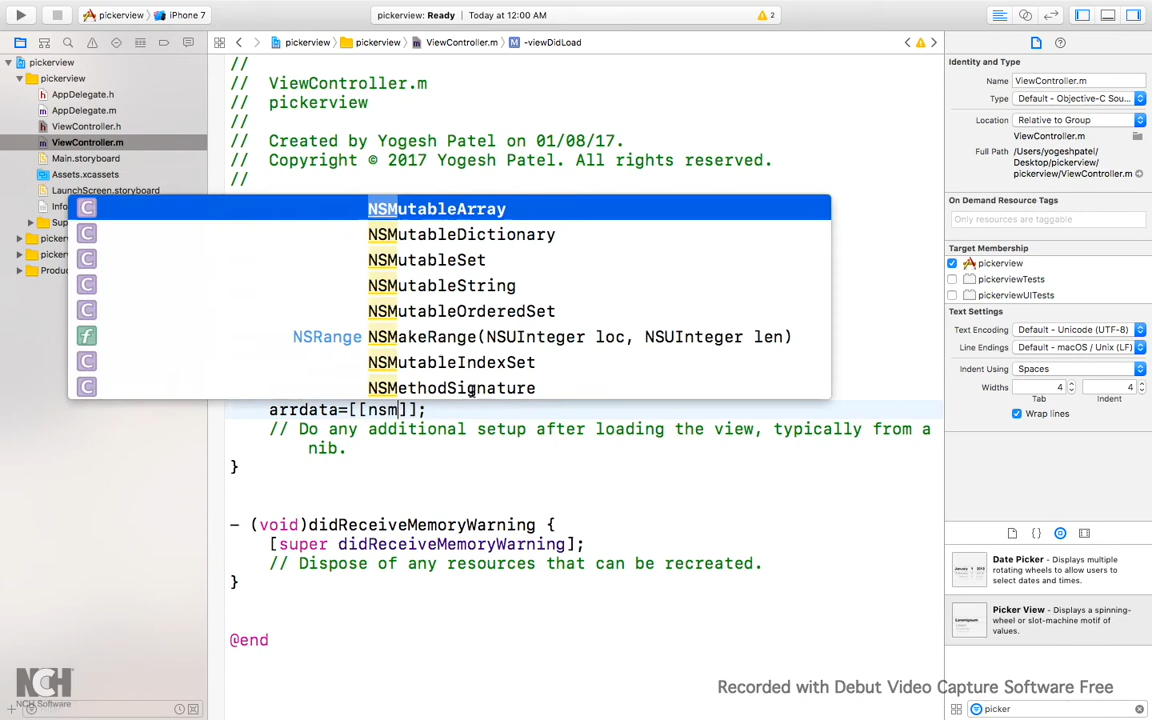 pickerview
iPhone 7
pickerview: Ready
Today at 12:00 AM
2
pickerview
pickerview
ViewController.m
-viewDidLoad
pickerview
pickerview
AppDelegate.h
AppDelegate.m
ViewController.h
ViewController.m
Main.storyboard
Assets.xcassets
LaunchScreen.storyboard
Info
Sup
picker
picker
Produ
//
// ViewController.m
// pickerview
//
// Created by Yogesh Patel on 01/08/17.
// Copyright © 2017 Yogesh Patel. All rights reserved.
//
C NSMutableArray
C NSMutableDictionary
C NSMutableSet
C NSMutableString
C NSMutableOrderedSet
f NSRange NSMakeRange(NSUInteger loc, NSUInteger len)
C NSMutableIndexSet
C NSMethodSignature
arrdata=[[nsm]];
// Do any additional setup after loading the view, typically from a
nib.
}
- (void)didReceiveMemoryWarning {
[super didReceiveMemoryWarning];
// Dispose of any resources that can be recreated.
}
@end
Identity and Type
Name ViewController.m
Type Default - Objective-C Sou...
Location Relative to Group
ViewController.m
Full Path /Users/yogeshpatel/
Desktop/pickerview/
pickerview/ViewController.m
On Demand Resource Tags
Only resources are taggable
Target Membership
pickerview
pickerviewTests
pickerviewUITests
Text Settings
Text Encoding Default - Unicode (UTF-8)
Line Endings Default - macOS / Unix (LF)
Indent Using Spaces
Widths 4 4
Tab Indent
Wrap lines
Date Picker - Displays multiple
rotating wheels to allow users to
select dates and times.
Picker View - Displays a spinning-
wheel or slot-machine motif of
values.
picker
NCH
NCH Software
Recorded with Debut Video Capture Software Free